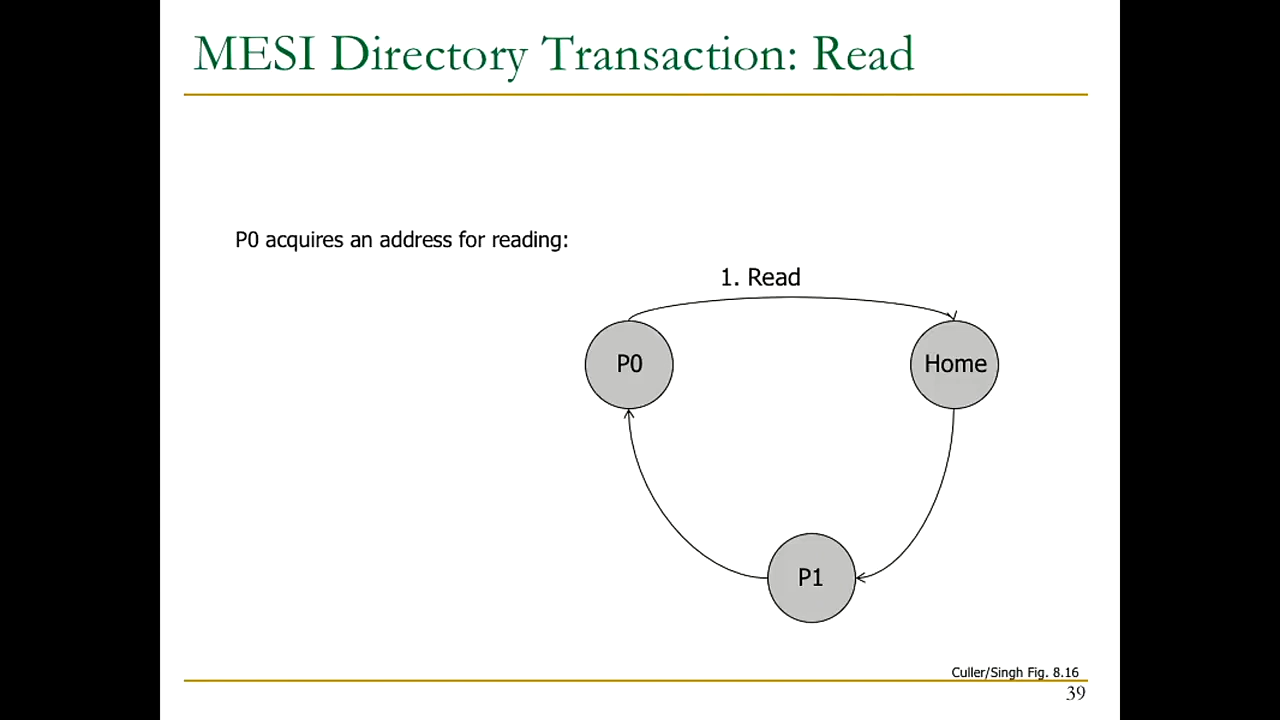 MESI Directory Transaction: Read
P0 acquires an address for reading:
1. Read
P0
Home
P1
Culler/Singh Fig. 8.16
39